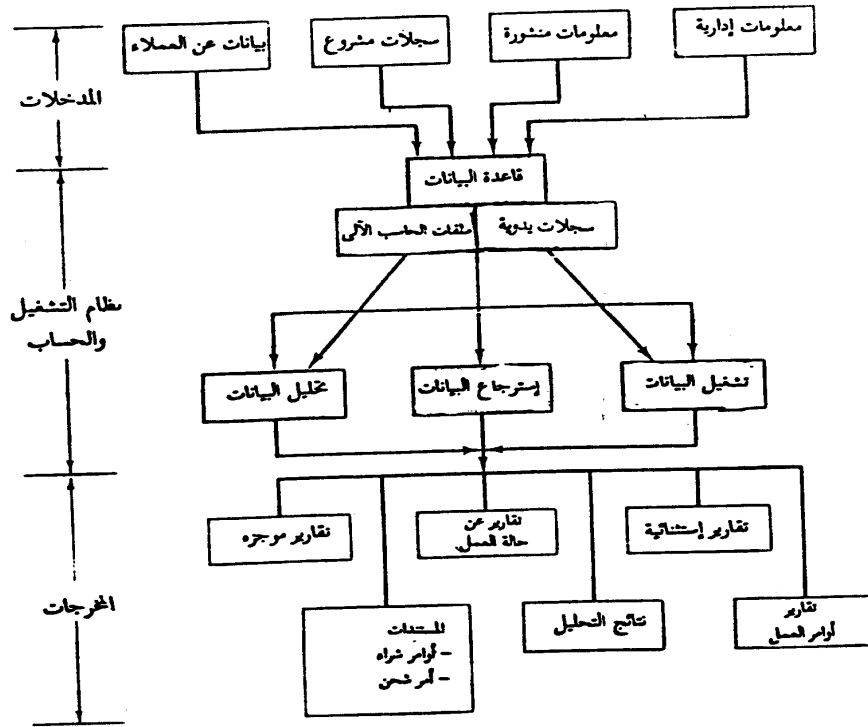 معلومات إدارية
معلومات منشورة
سجلات مشروع
بيانات عن العملاء
المدخلات
قاعدة البيانات
سجلات يدوية
ملفات الحاسب الآلى
نظام التشغيل
والحساب
تشغيل البيانات
إسترجاع البيانات
تحليل البيانات
تقارير إستثنائية
تقارير عن
حالة العمل
تقارير موجزه
المخرجات
تقارير
أوامر العمل
نتائج التحليل
المستندات
- أوامر شراء
- أمر شحن